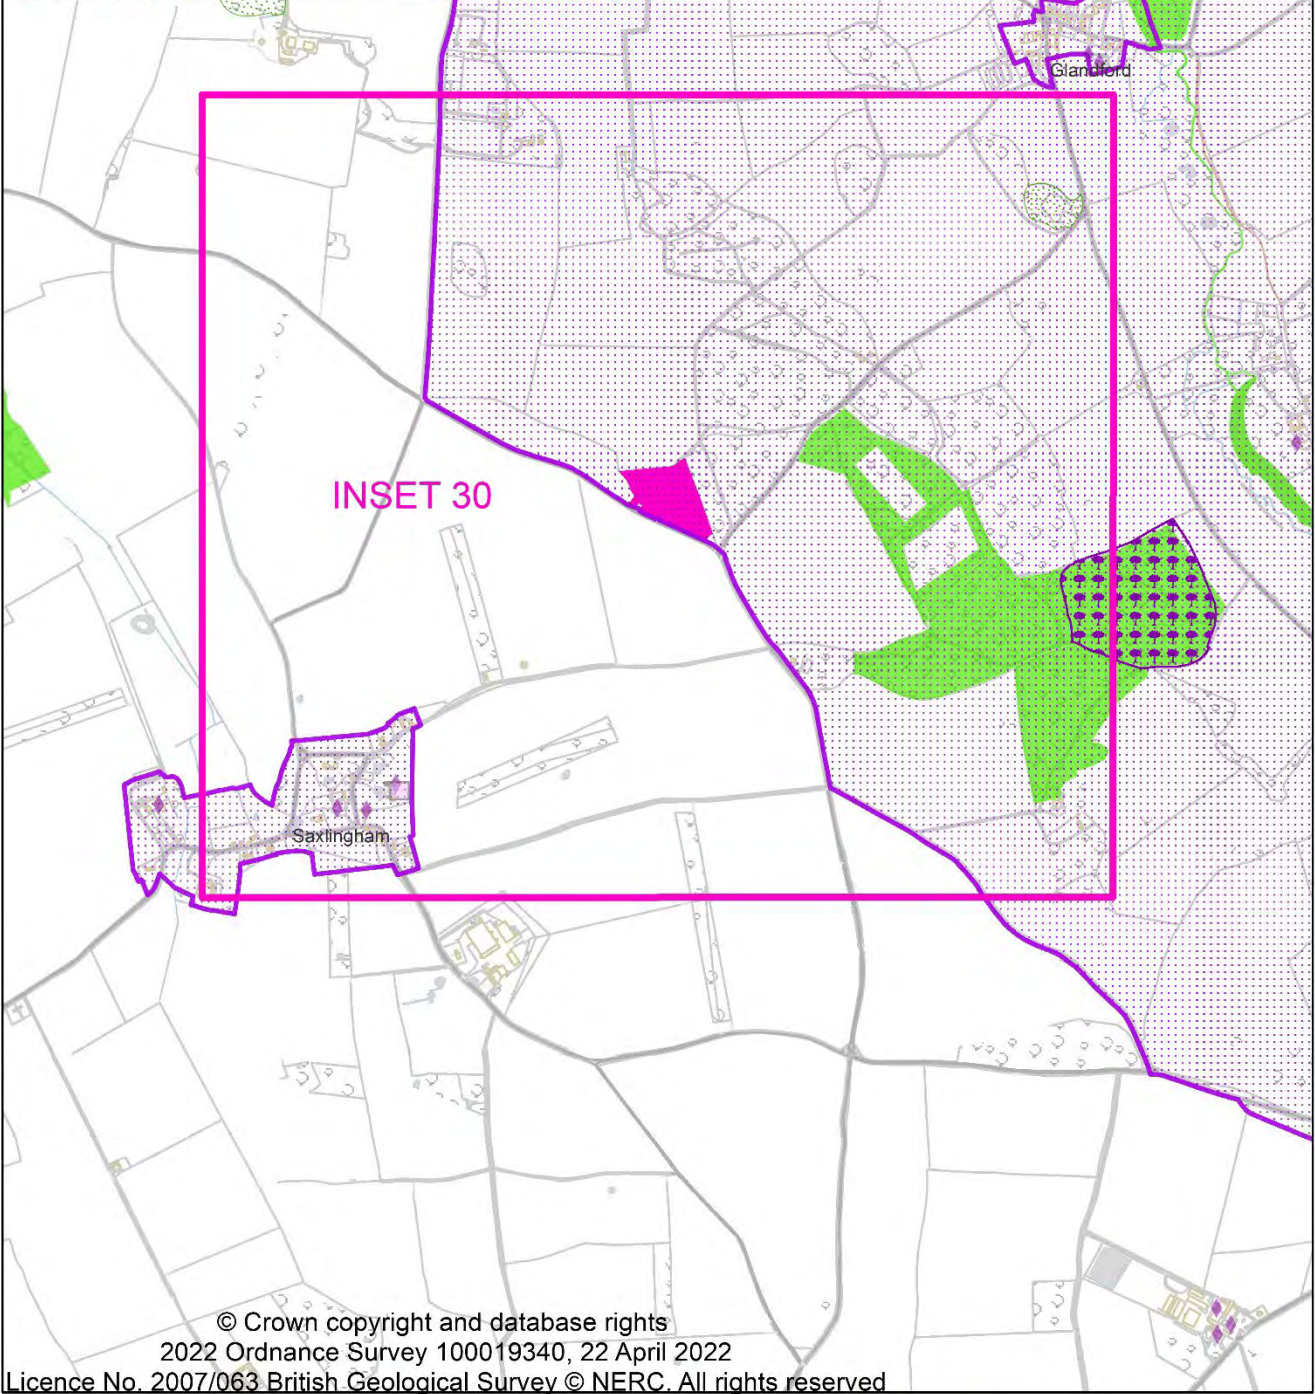 Glandford
INSET 30
Saxlingham
© Crown copyright and database rights
2022 Ordnance Survey 100019340, 22 April 2022
Licence No. 2007/063 British Geological Survey © NERC. All rights reserved